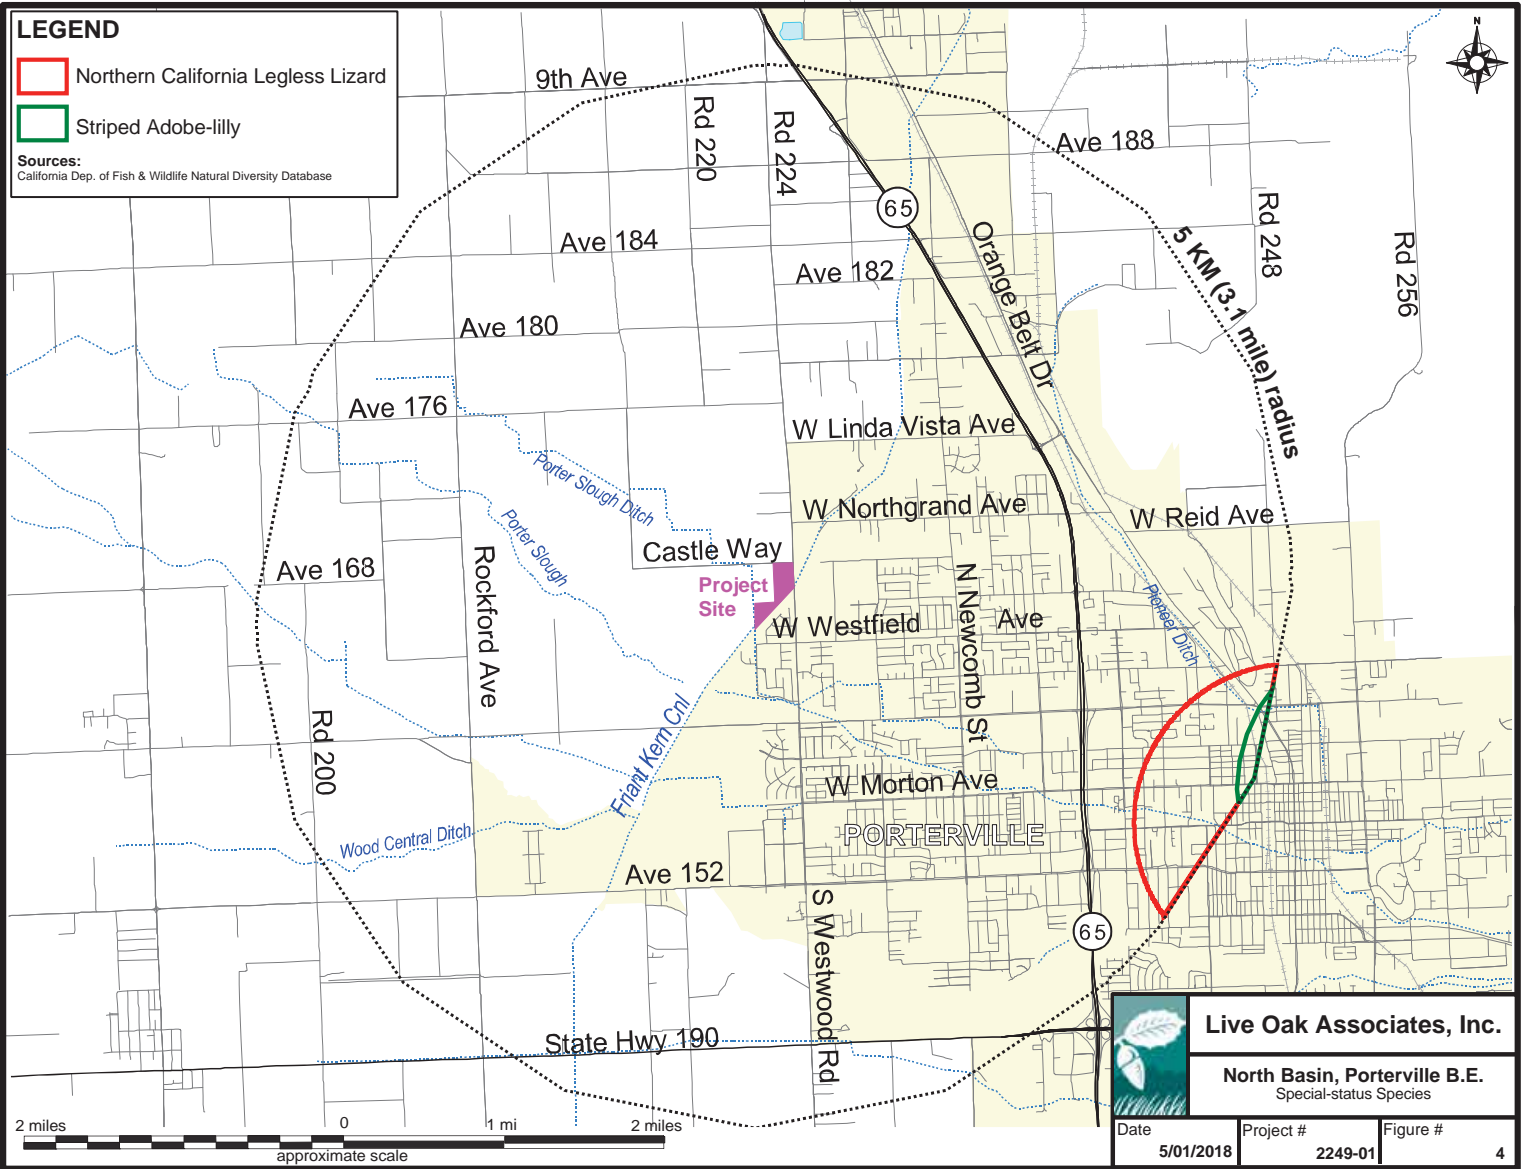 LEGEND
Northern California Legless Lizard
Striped Adobe-lilly
Sources:
California Dep. of Fish & Wildlife Natural Diversity Database
N
9th Ave
Rd 220
Rd 224
Ave 188
65
Rd 248
Rd 256
Ave 184
Ave 182
Orange Belt Dr
5 KM (3.1 mile) radius
Ave 180
Ave 176
W Linda Vista Ave
Porter Slough Ditch
Porter Slough
W Northgrand Ave
W Reid Ave
Castle Way
Ave 168
Rockford Ave
Project
Site
W Westfield Ave
N Newcomb St
Pioneer Ditch
Rd 200
Friant Kern Cnl
W Morton Ave
PORTERVILLE
Wood Central Ditch
Ave 152
S Westwood Rd
65
State Hwy 190
2 miles
0
1 mi
2 miles
approximate scale
Live Oak Associates, Inc.
North Basin, Porterville B.E.
Special-status Species
Date
5/01/2018
Project #
2249-01
Figure #
4